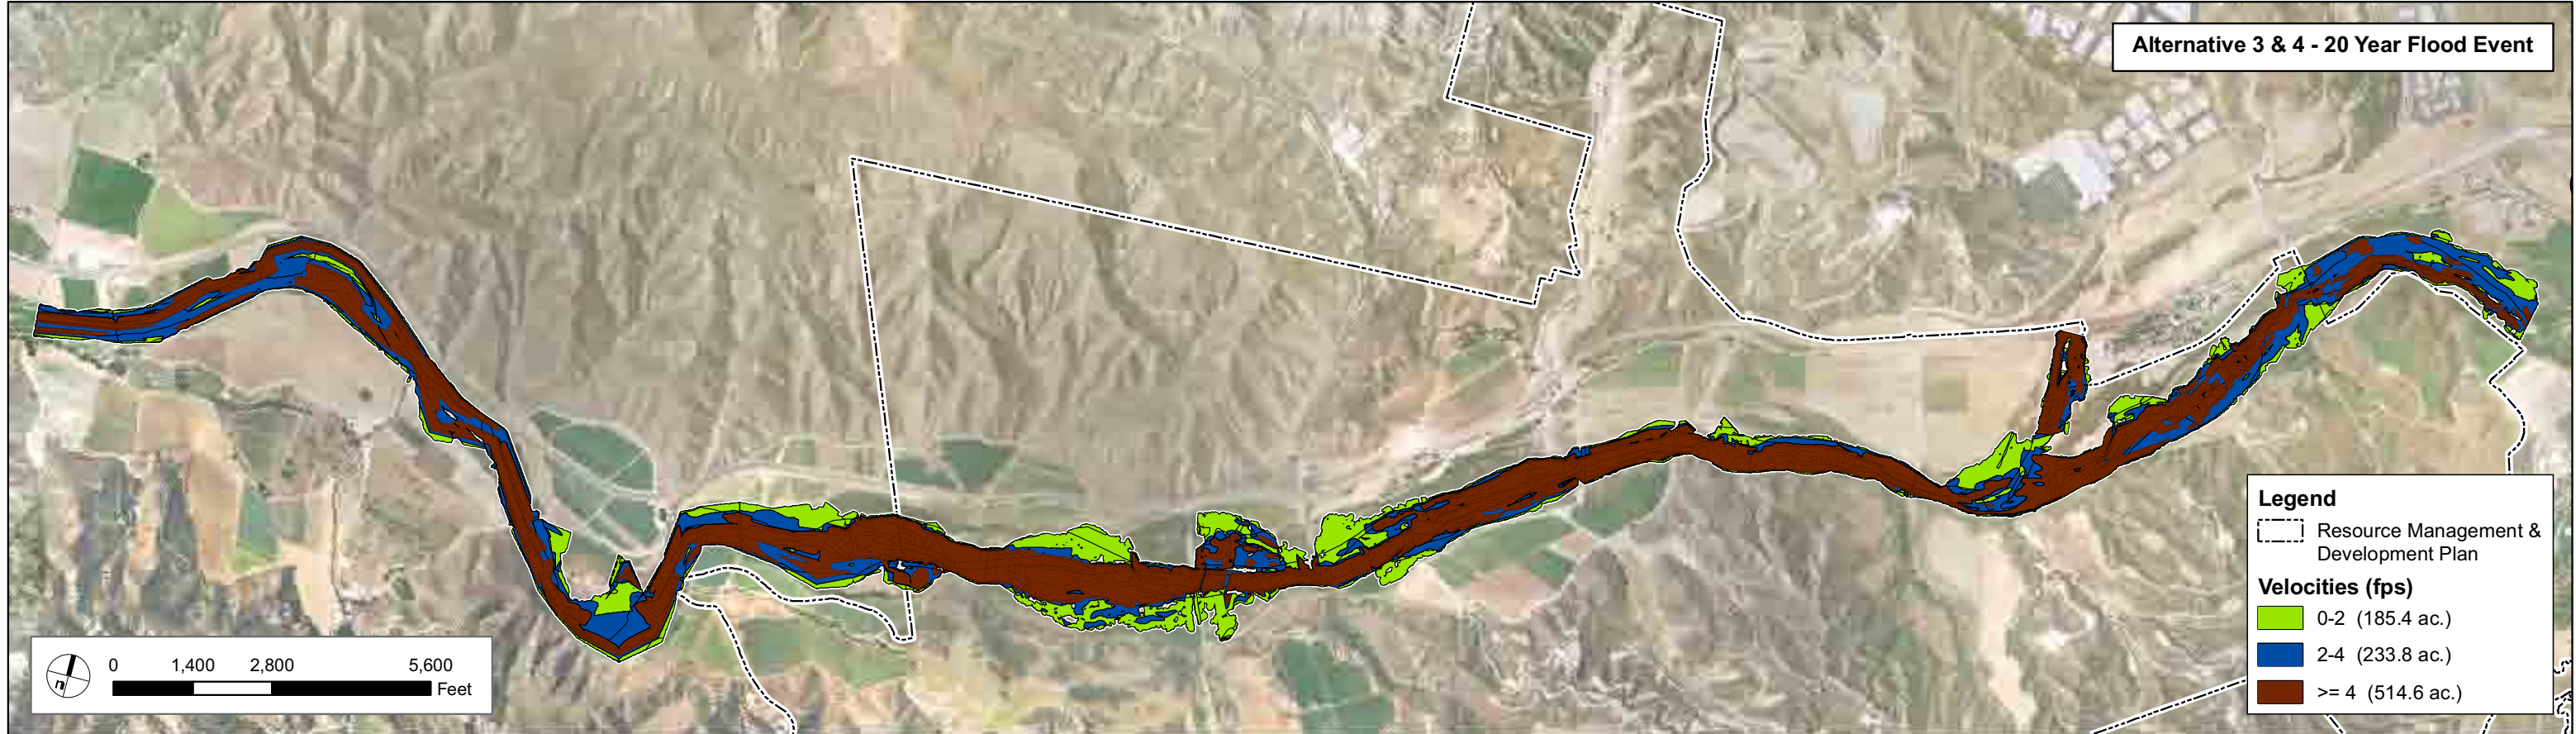 Alternative 3 & 4 - 20 Year Flood Event
Legend
Resource Management &
Development Plan
Velocities (fps)
0-2 (185.4 ac.)
2-4 (233.8 ac.)
>= 4 (514.6 ac.)
n
0 1,400 2,800 5,600
Feet